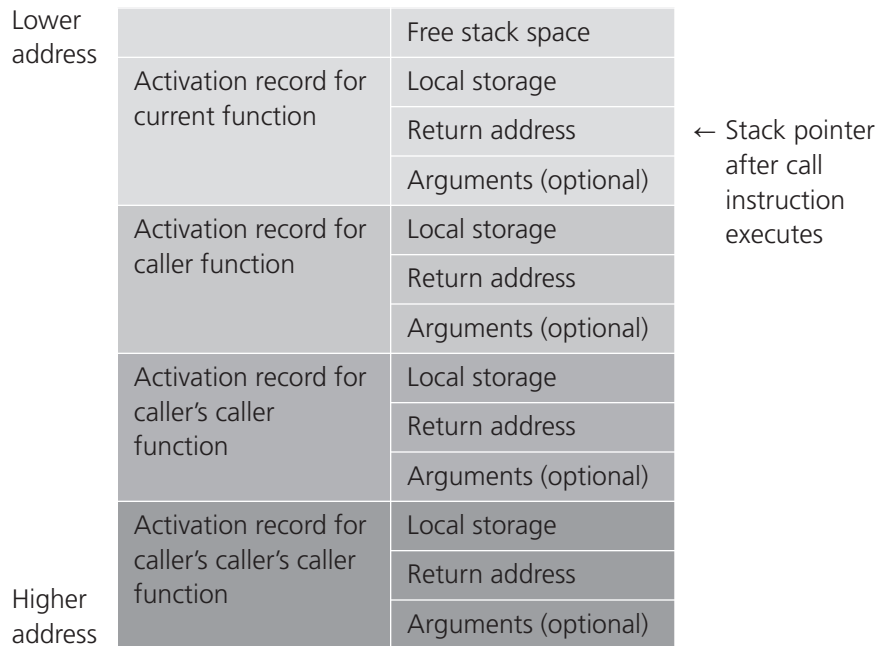 Lower
address
Free stack space
Activation record for
current function
Local storage
Return address
Arguments (optional)
← Stack pointer
after call
instruction
executes
Activation record for
caller function
Local storage
Return address
Arguments (optional)
Activation record for
caller's caller
function
Local storage
Return address
Arguments (optional)
Activation record for
caller's caller's caller
function
Local storage
Return address
Arguments (optional)
Higher
address